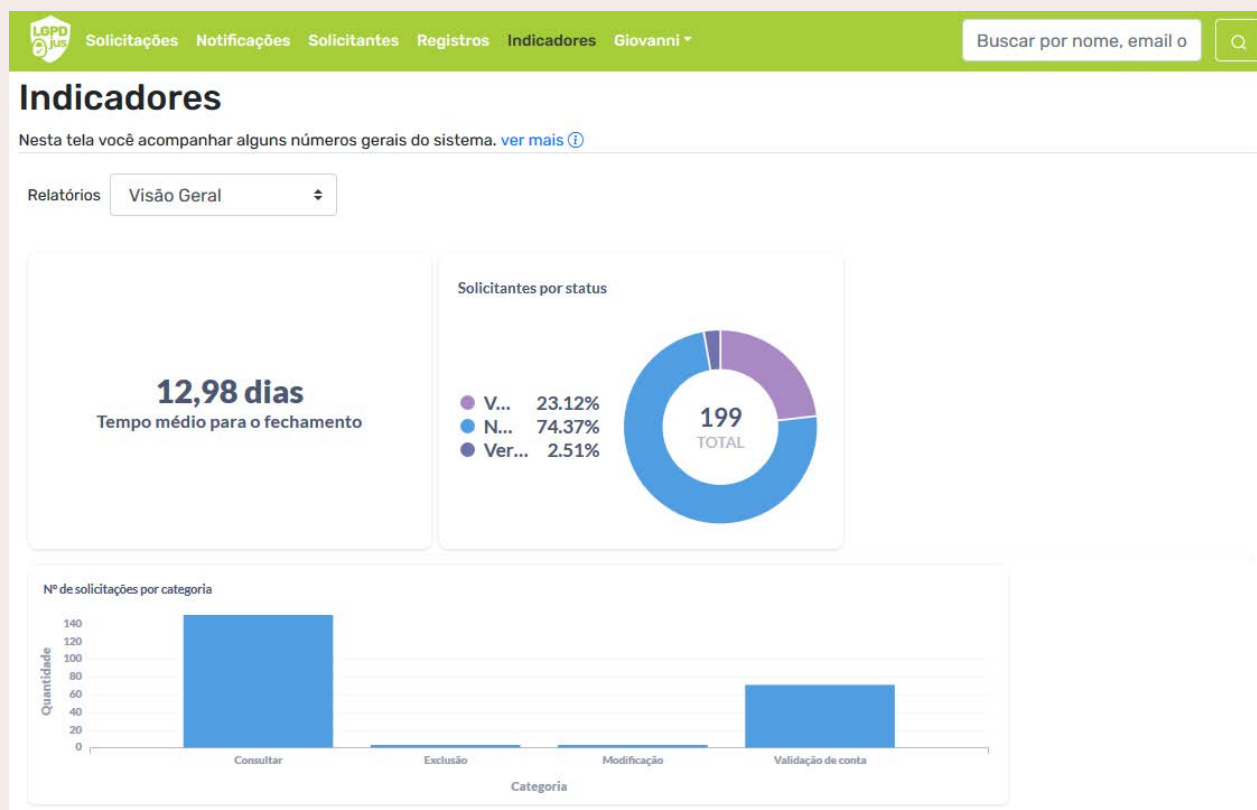 LGPD
jus
Solicitações Notificações Solicitantes Registros Indicadores Giovanni
Buscar por nome, email o
Indicadores
Nesta tela você acompanhar alguns números gerais do sistema. ver mais
Relatórios Visão Geral
12,98 dias
Tempo médio para o fechamento
Solicitantes por status
V... 23.12%
N... 74.37%
Ver... 2.51%
199
TOTAL
Nº de solicitações por categoria
Quantidade
140
120
100
80
60
40
20
0
Consultar Exclusão Modificação Validação de conta
Categoria